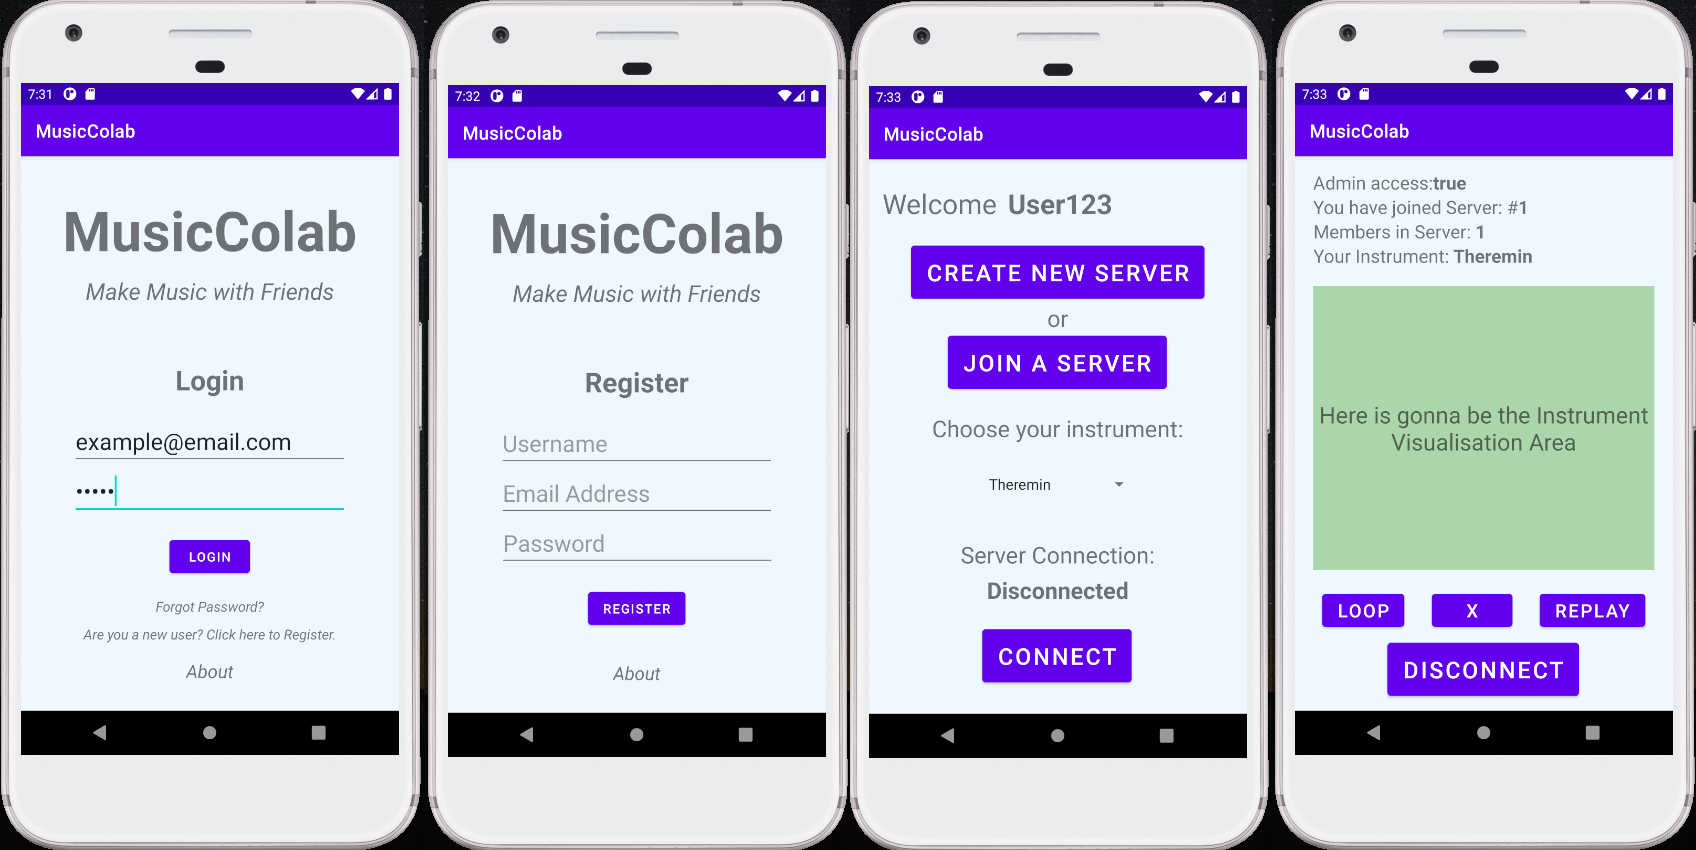 7:31
MusicColab
MusicColab
Make Music with Friends
Login
example@email.com
•••••
LOGIN
Forgot Password?
Are you a new user? Click here to Register.
About
7:32
MusicColab
MusicColab
Make Music with Friends
Register
Username
Email Address
Password
REGISTER
About
7:33
MusicColab
Welcome User123
CREATE NEW SERVER
or
JOIN A SERVER
Choose your instrument:
Theremin
Server Connection:
Disconnected
CONNECT
7:33
MusicColab
Admin access:true
You have joined Server: #1
Members in Server: 1
Your Instrument: Theremin
Here is gonna be the Instrument
Visualisation Area
LOOP
X
REPLAY
DISCONNECT